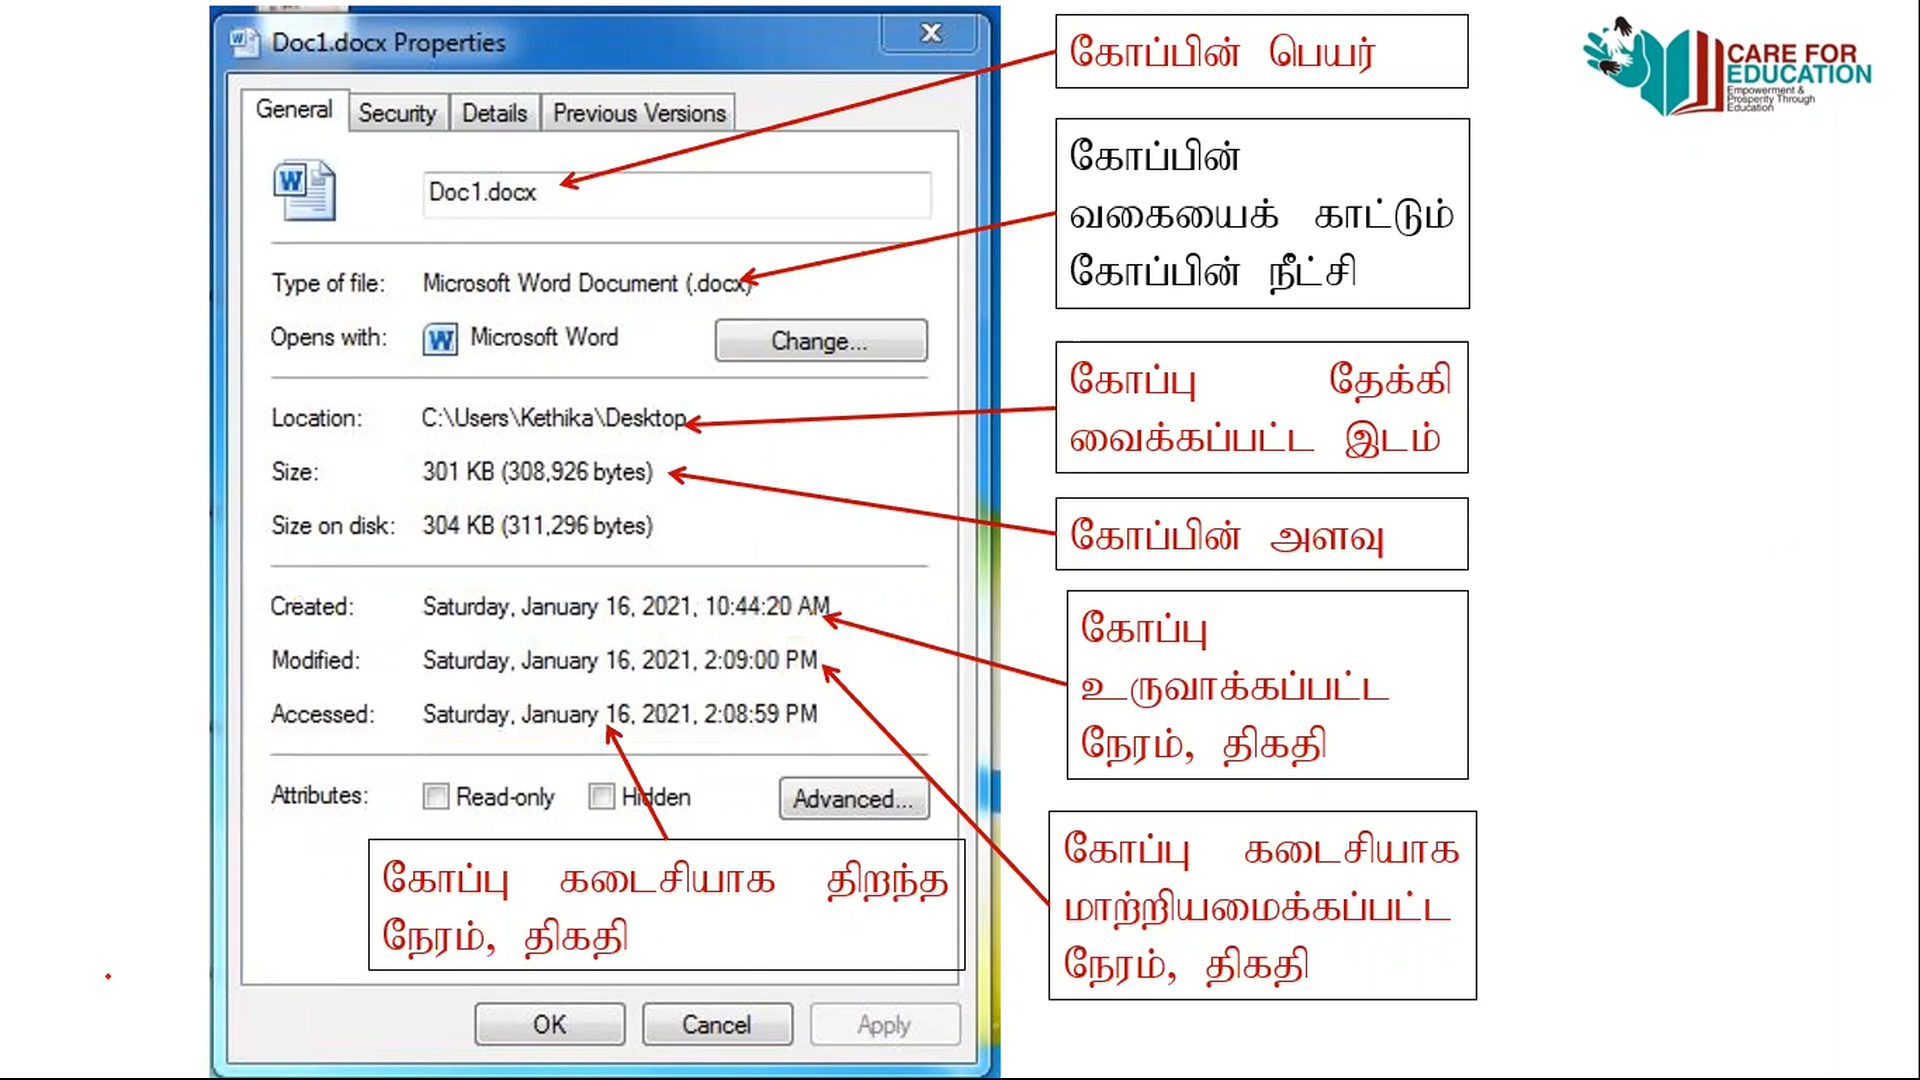 Doc1.docx Properties
General Security Details Previous Versions
Doc1.docx
Type of file: Microsoft Word Document (.docx)
Opens with: Microsoft Word Change...
Location: C:\Users\Kethika\Desktop
Size: 301 KB (308,926 bytes)
Size on disk: 304 KB (311,296 bytes)
Created: Saturday, January 16, 2021, 10:44:20 AM
Modified: Saturday, January 16, 2021, 2:09:00 PM
Accessed: Saturday, January 16, 2021, 2:08:59 PM
Attributes: Read-only Hidden Advanced...
கோப்பு கடைசியாக திறந்த
நேரம், திகதி
OK Cancel Apply
கோப்பின் பெயர்
கோப்பின்
வகையைக் காட்டும்
கோப்பின் நீட்சி
கோப்பு தேக்கி
வைக்கப்பட்ட இடம்
கோப்பின் அளவு
கோப்பு
உருவாக்கப்பட்ட
நேரம், திகதி
கோப்பு கடைசியாக
மாற்றியமைக்கப்பட்ட
நேரம், திகதி
CARE FOR
EDUCATION
Empowerment &
Prosperity Through
Education